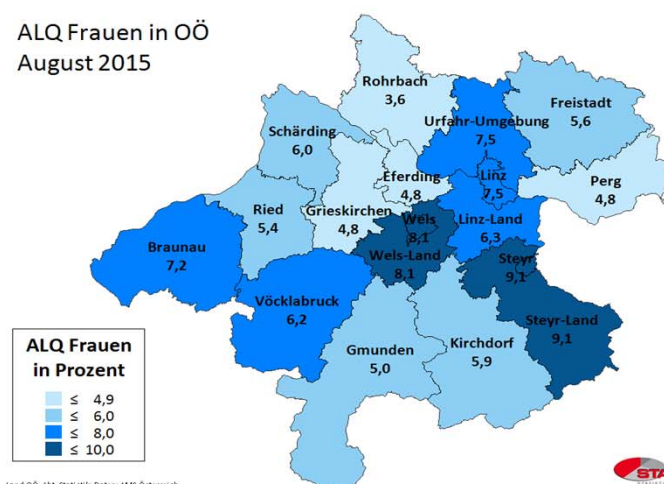 ALQ Frauen in OÖ
August 2015
Rohrbach
3,6
Freistadt
5,6
Urfahr-Umgebung
7,5
Schärding
6,0
Eferding
4,8
Linz
7,5
Perg
4,8
Ried
5,4
Grieskirchen
4,8
Wels
8,1
Linz-Land
6,3
Braunau
7,2
Wels-Land
8,1
Steyr
9,1
Vöcklabruck
6,2
Steyr-Land
9,1
Gmunden
5,0
Kirchdorf
5,9
ALQ Frauen
in Prozent
≤ 4,9
≤ 6,0
≤ 8,0
≤ 10,0
STA